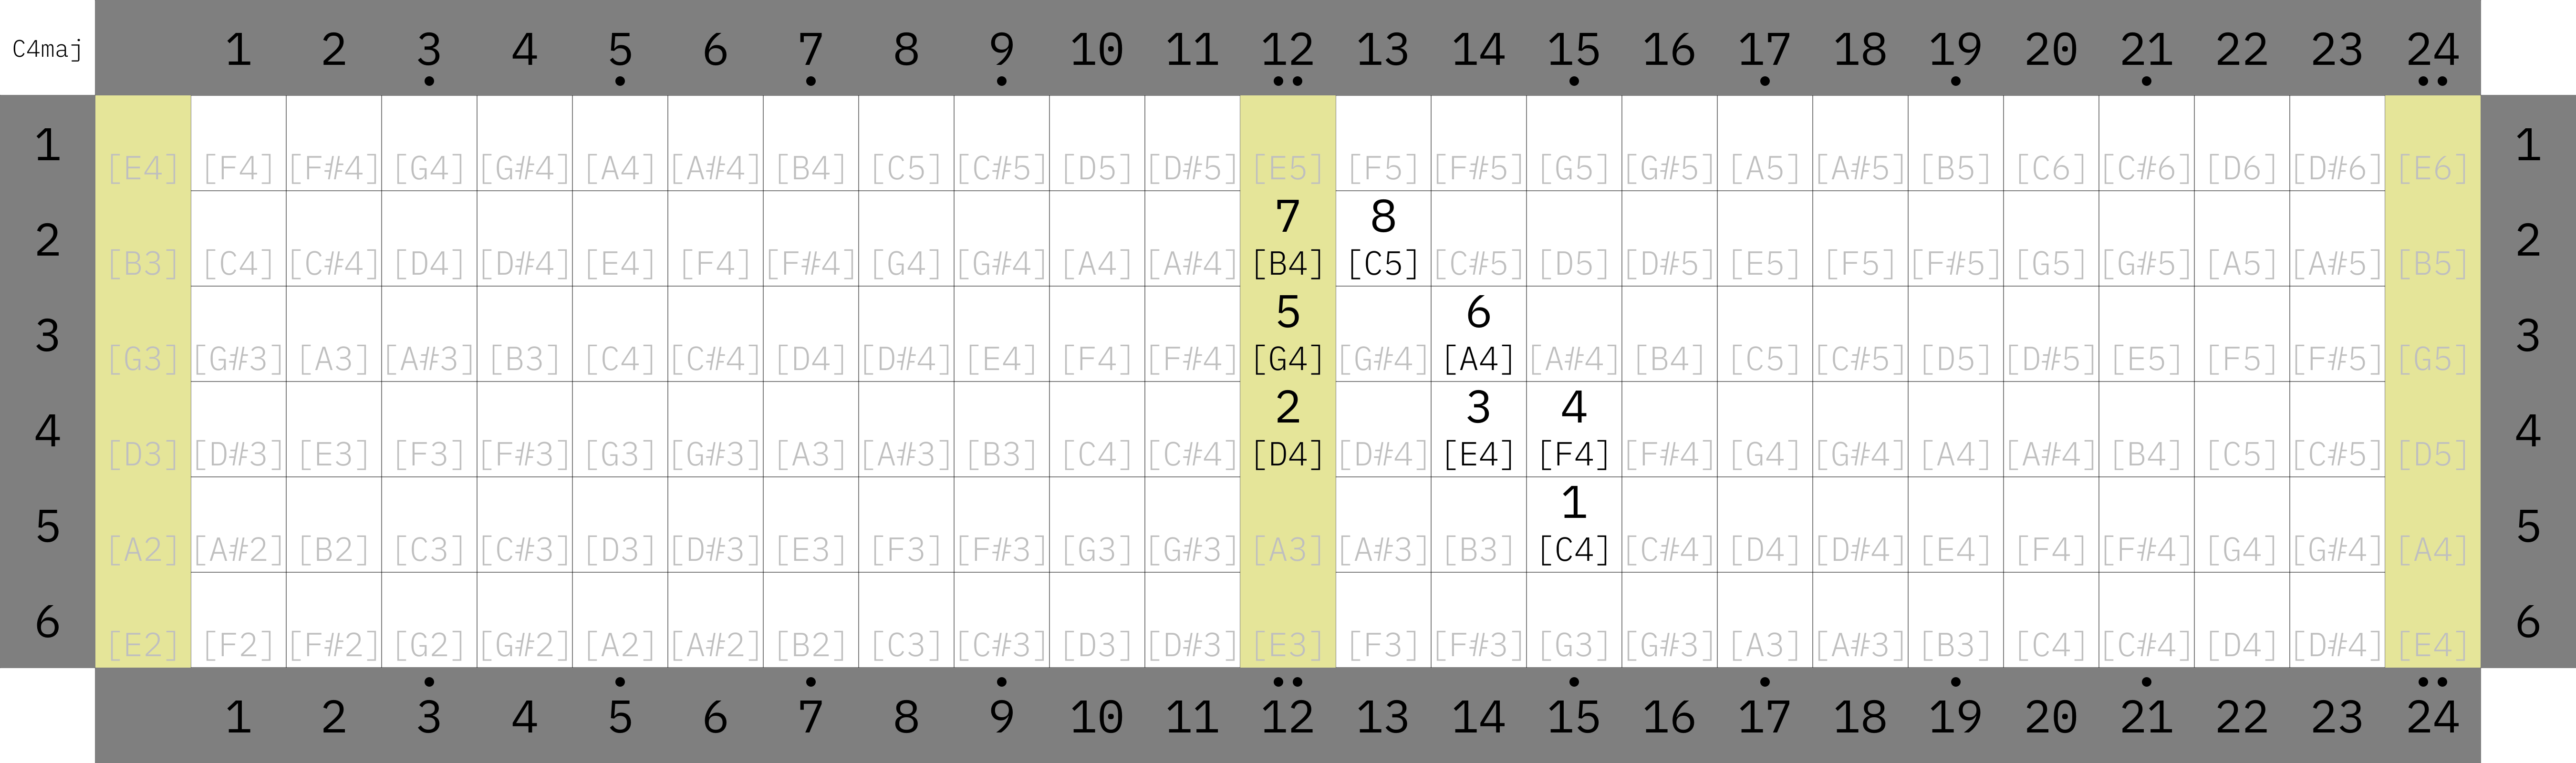 C4maj 1 2 3 4 5 6 7 8 9 10 11 12 13 14 15 16 17 18 19 20 21 22 23 24
1 [E4] [F4] [F#4] [G4] [G#4] [A4] [A#4] [B4] [C5] [C#5] [D5] [D#5] [E5] [F5] [F#5] [G5] [G#5] [A5] [A#5] [B5] [C6] [C#6] [D6] [D#6] [E6] 1
7 8
2 [B3] [C4] [C#4] [D4] [D#4] [E4] [F4] [F#4] [G4] [G#4] [A4] [A#4] [B4] [C5] [C#5] [D5] [D#5] [E5] [F5] [F#5] [G5] [G#5] [A5] [A#5] [B5] 2
5 6
3 [G3] [G#3] [A3] [A#3] [B3] [C4] [C#4] [D4] [D#4] [E4] [F4] [F#4] [G4] [G#4] [A4] [A#4] [B4] [C5] [C#5] [D5] [D#5] [E5] [F5] [F#5] [G5] 3
2 3 4
4 [D3] [D#3] [E3] [F3] [F#3] [G3] [G#3] [A3] [A#3] [B3] [C4] [C#4] [D4] [D#4] [E4] [F4] [F#4] [G4] [G#4] [A4] [A#4] [B4] [C5] [C#5] [D5] 4
1
5 [A2] [A#2] [B2] [C3] [C#3] [D3] [D#3] [E3] [F3] [F#3] [G3] [G#3] [A3] [A#3] [B3] [C4] [C#4] [D4] [D#4] [E4] [F4] [F#4] [G4] [G#4] [A4] 5
6 [E2] [F2] [F#2] [G2] [G#2] [A2] [A#2] [B2] [C3] [C#3] [D3] [D#3] [E3] [F3] [F#3] [G3] [G#3] [A3] [A#3] [B3] [C4] [C#4] [D4] [D#4] [E4] 6
1 2 3 4 5 6 7 8 9 10 11 12 13 14 15 16 17 18 19 20 21 22 23 24